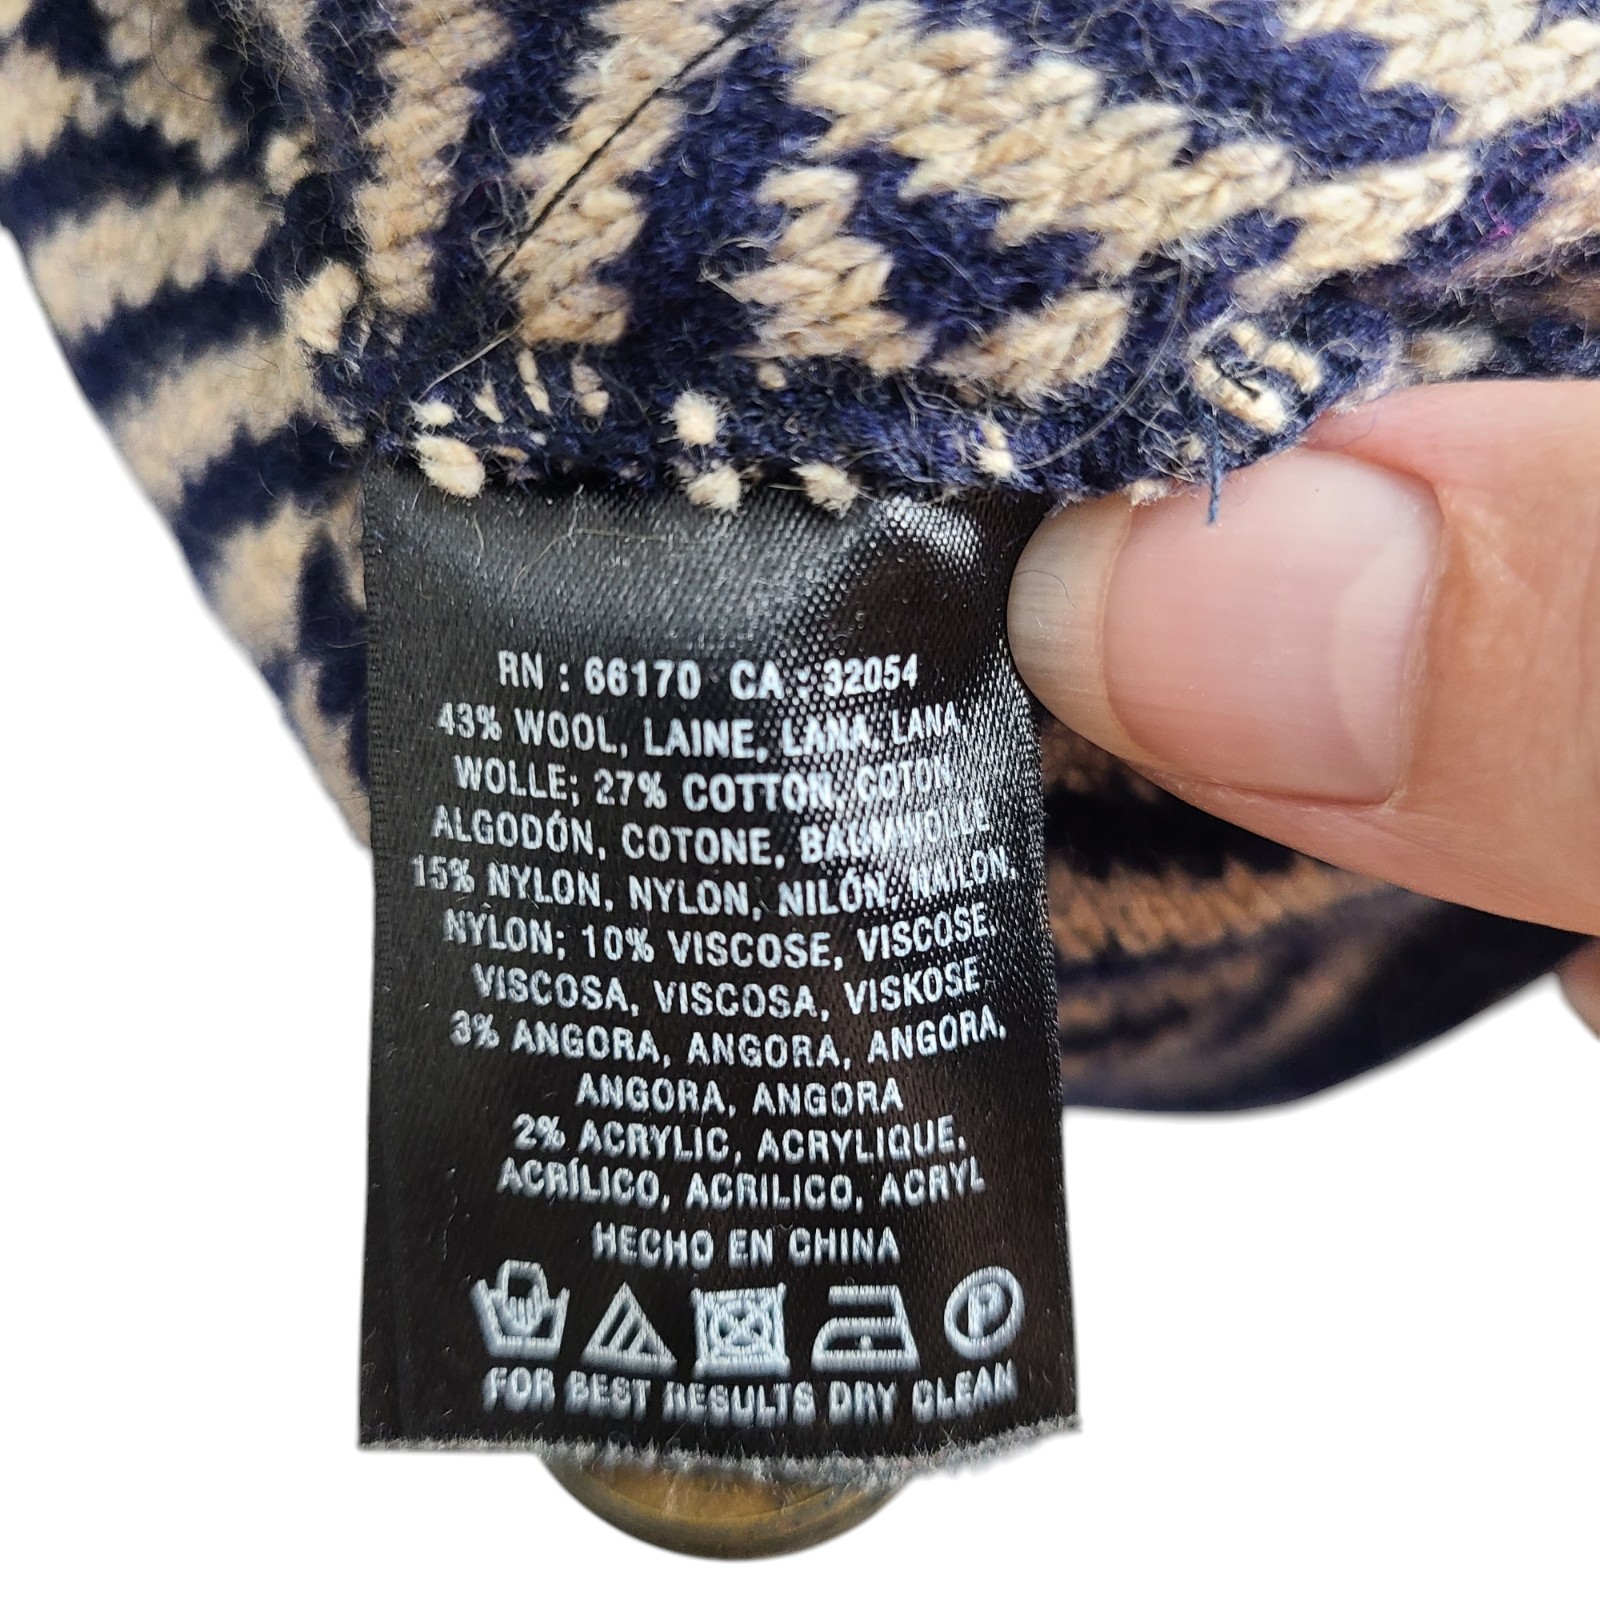 RN : 66170 CA : 32054
43% WOOL, LAINE, LANA, LANA,
WOLLE; 27% COTTON, COTON,
ALGODÓN, COTONE, BAUMWOLLE
15% NYLON, NYLON, NILÓN, NAILON,
NYLON; 10% VISCOSE, VISCOSE,
VISCOSA, VISCOSA, VISKOSE
3% ANGORA, ANGORA, ANGORA,
ANGORA, ANGORA
2% ACRYLIC, ACRYLIQUE,
ACRÍLICO, ACRILICO, ACRYL
HECHO EN CHINA
P
FOR BEST RESULTS DRY CLEAN